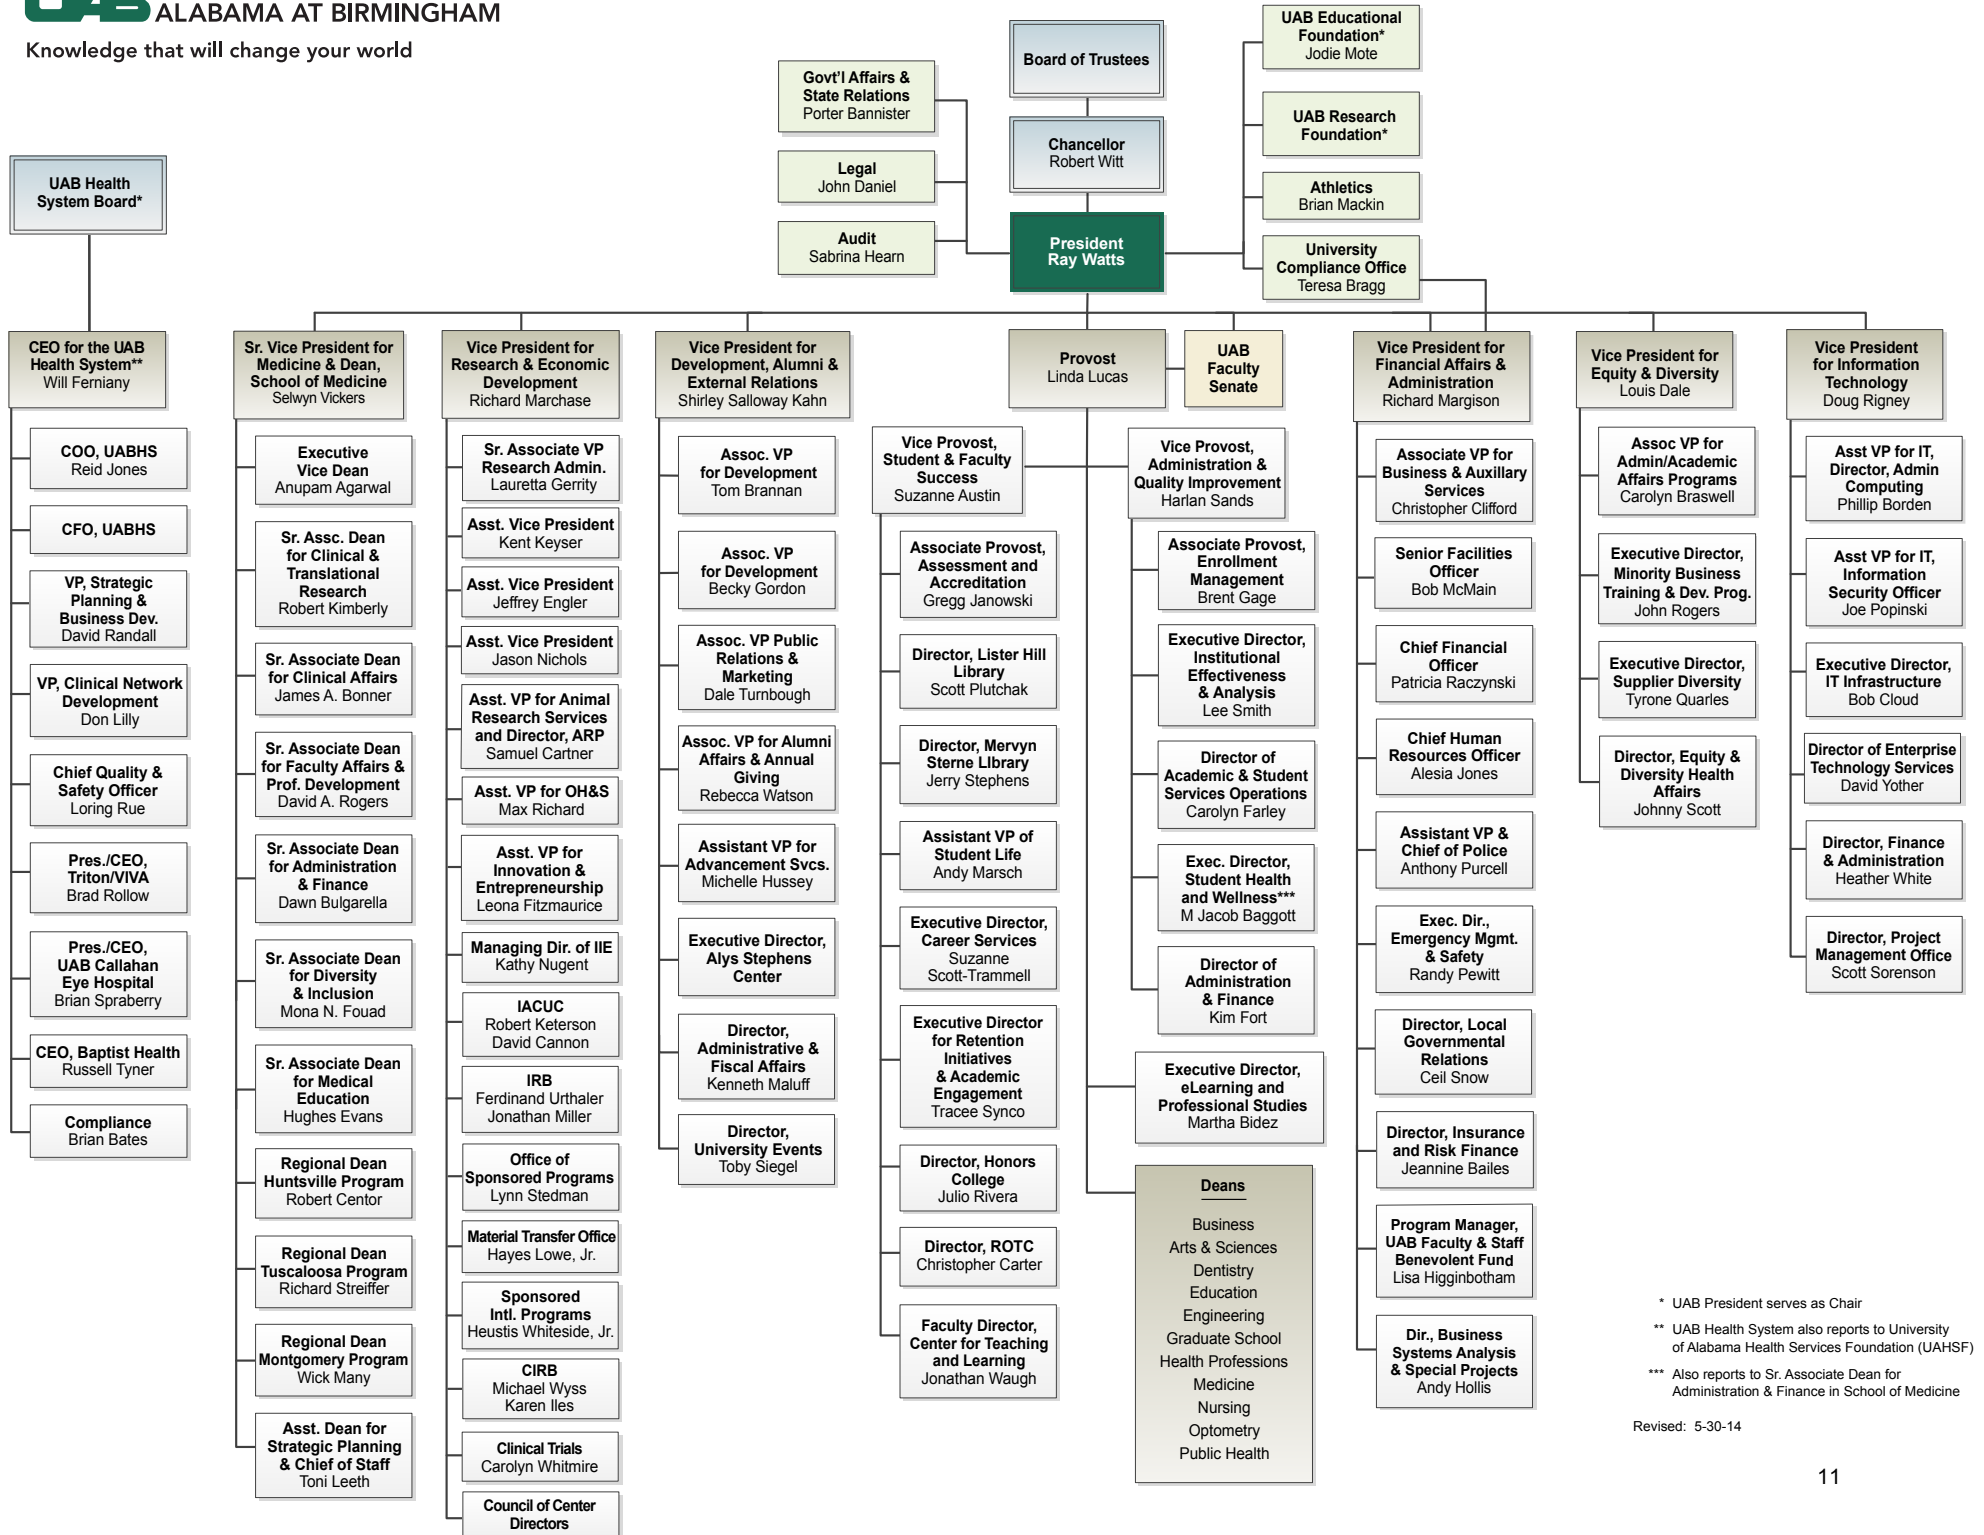 UAB
ALABAMA AT BIRMINGHAM
Knowledge that will change your world
Board of Trustees
Chancellor
Robert Witt
President
Ray Watts
Govt'l Affairs &
State Relations
Porter Bannister
Legal
John Daniel
Audit
Sabrina Hearn
UAB Educational
Foundation*
Jodie Mote
UAB Research
Foundation*
Athletics
Brian Mackin
University
Compliance Office
Teresa Bragg
UAB Health
System Board*
CEO for the UAB
Health System**
Will Ferniany
COO, UABHS
Reid Jones
CFO, UABHS
VP, Strategic
Planning &
Business Dev.
David Randall
VP, Clinical Network
Development
Don Lilly
Chief Quality &
Safety Officer
Loring Rue
Pres./CEO,
Triton/VIVA
Brad Rollow
Pres./CEO,
UAB Callahan
Eye Hospital
Brian Spraberry
CEO, Baptist Health
Russell Tyner
Compliance
Brian Bates
Sr. Vice President for
Medicine & Dean,
School of Medicine
Selwyn Vickers
Executive
Vice Dean
Anupam Agarwal
Sr. Assc. Dean
for Clinical &
Translational
Research
Robert Kimberly
Sr. Associate Dean
for Clinical Affairs
James A. Bonner
Sr. Associate Dean
for Faculty Affairs &
Prof. Development
David A. Rogers
Sr. Associate Dean
for Administration
& Finance
Dawn Bulgarella
Sr. Associate Dean
for Diversity
& Inclusion
Mona N. Fouad
Sr. Associate Dean
for Medical
Education
Hughes Evans
Regional Dean
Huntsville Program
Robert Centor
Regional Dean
Tuscaloosa Program
Richard Streiffer
Regional Dean
Montgomery Program
Wick Many
Asst. Dean for
Strategic Planning
& Chief of Staff
Toni Leeth
Vice President for
Research & Economic
Development
Richard Marchase
Sr. Associate VP
Research Admin.
Lauretta Gerrity
Asst. Vice President
Kent Keyser
Asst. Vice President
Jeffrey Engler
Asst. Vice President
Jason Nichols
Asst. VP for Animal
Research Services
and Director, ARP
Samuel Cartner
Asst. VP for OH&S
Max Richard
Asst. VP for
Innovation &
Entrepreneurship
Leona Fitzmaurice
Managing Dir. of IIE
Kathy Nugent
IACUC
Robert Keterson
David Cannon
IRB
Ferdinand Urthaler
Jonathan Miller
Office of
Sponsored Programs
Lynn Stedman
Material Transfer Office
Hayes Lowe, Jr.
Sponsored
Intl. Programs
Heustis Whiteside, Jr.
CIRB
Michael Wyss
Karen Iles
Clinical Trials
Carolyn Whitmire
Council of Center
Directors
Vice President for
Development, Alumni &
External Relations
Shirley Salloway Kahn
Assoc. VP
for Development
Tom Brannan
Assoc. VP
for Development
Becky Gordon
Assoc. VP Public
Relations &
Marketing
Dale Turnbough
Assoc. VP for Alumni
Affairs & Annual
Giving
Rebecca Watson
Assistant VP for
Advancement Svcs.
Michelle Hussey
Executive Director,
Alys Stephens
Center
Director,
Administrative &
Fiscal Affairs
Kenneth Maluff
Director,
University Events
Toby Siegel
Provost
Linda Lucas
UAB
Faculty
Senate
Vice Provost,
Student & Faculty
Success
Suzanne Austin
Associate Provost,
Assessment and
Accreditation
Gregg Janowski
Director, Lister Hill
Library
Scott Plutchak
Director, Mervyn
Sterne LIbrary
Jerry Stephens
Assistant VP of
Student Life
Andy Marsch
Executive Director,
Career Services
Suzanne
Scott-Trammell
Executive Director
for Retention
Initiatives
& Academic
Engagement
Tracee Synco
Director, Honors
College
Julio Rivera
Director, ROTC
Christopher Carter
Faculty Director,
Center for Teaching
and Learning
Jonathan Waugh
Vice Provost,
Administration &
Quality Improvement
Harlan Sands
Associate Provost,
Enrollment
Management
Brent Gage
Executive Director,
Institutional
Effectiveness
& Analysis
Lee Smith
Director of
Academic & Student
Services Operations
Carolyn Farley
Exec. Director,
Student Health
and Wellness***
M Jacob Baggott
Director of
Administration
& Finance
Kim Fort
Executive Director,
eLearning and
Professional Studies
Martha Bidez
Deans
Business
Arts & Sciences
Dentistry
Education
Engineering
Graduate School
Health Professions
Medicine
Nursing
Optometry
Public Health
Vice President for
Financial Affairs &
Administration
Richard Margison
Associate VP for
Business & Auxillary
Services
Christopher Clifford
Senior Facilities
Officer
Bob McMain
Chief Financial
Officer
Patricia Raczynski
Chief Human
Resources Officer
Alesia Jones
Assistant VP &
Chief of Police
Anthony Purcell
Exec. Dir.,
Emergency Mgmt.
& Safety
Randy Pewitt
Director, Local
Governmental
Relations
Ceil Snow
Director, Insurance
and Risk Finance
Jeannine Bailes
Program Manager,
UAB Faculty & Staff
Benevolent Fund
Lisa Higginbotham
Dir., Business
Systems Analysis
& Special Projects
Andy Hollis
Vice President for
Equity & Diversity
Louis Dale
Assoc VP for
Admin/Academic
Affairs Programs
Carolyn Braswell
Executive Director,
Minority Business
Training & Dev. Prog.
John Rogers
Executive Director,
Supplier Diversity
Tyrone Quarles
Director, Equity &
Diversity Health
Affairs
Johnny Scott
Vice President
for Information
Technology
Doug Rigney
Asst VP for IT,
Director, Admin
Computing
Phillip Borden
Asst VP for IT,
Information
Security Officer
Joe Popinski
Executive Director,
IT Infrastructure
Bob Cloud
Director of Enterprise
Technology Services
David Yother
Director, Finance
& Administration
Heather White
Director, Project
Management Office
Scott Sorenson
* UAB President serves as Chair
** UAB Health System also reports to University
of Alabama Health Services Foundation (UAHSF)
*** Also reports to Sr. Associate Dean for
Administration & Finance in School of Medicine
Revised: 5-30-14
11